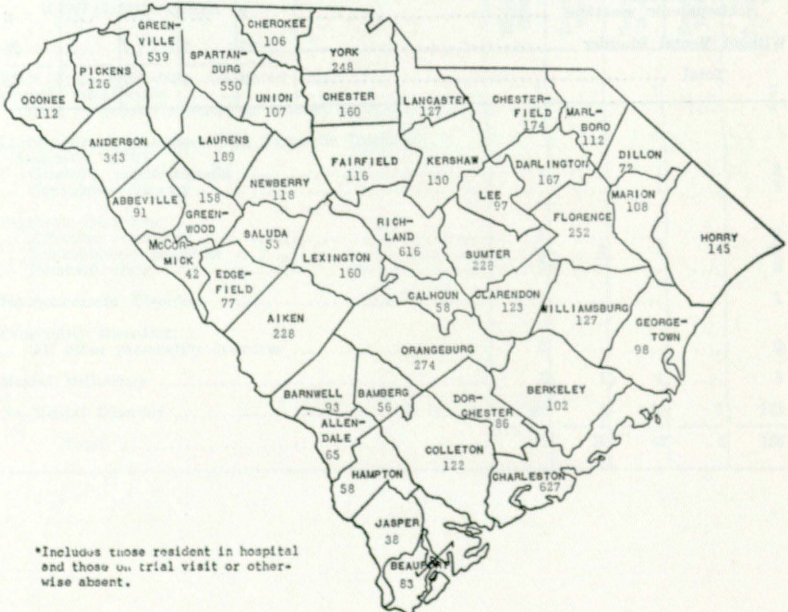 GREEN-
VILLE
539
CHEROKEE
106
YORK
248
SPARTAN-
BURG
550
PICKENS
126
OCONEE
112
UNION
107
CHESTER
160
LANCASTER
127
CHESTER-
FIELD
174
MARL-
BORO
112
ANDERSON
343
LAURENS
189
FAIRFIELD
116
KERSHAW
130
DARLINGTON
167
DILLON
72
ABBEVILLE
91
158
GREEN-
WOOD
NEWBERRY
118
LEE
97
MARION
108
FLORENCE
252
HORRY
145
McCOR-
MICK
42
SALUDA
53
RICH-
LAND
616
EDGE-
FIELD
77
LEXINGTON
160
SUMTER
228
CALHOUN
58
CLARENDON
123
WILLIAMSBURG
127
GEORGE-
TOWN
98
AIKEN
228
ORANGEBURG
274
BARNWELL
93
BAMBERG
56
DOR-
CHESTER
86
BERKELEY
102
ALLEN-
DALE
65
COLLETON
122
HAMPTON
58
CHARLESTON
627
JASPER
38
BEAUFORT
83
*Includes those resident in hospital
and those on trial visit or other-
wise absent.